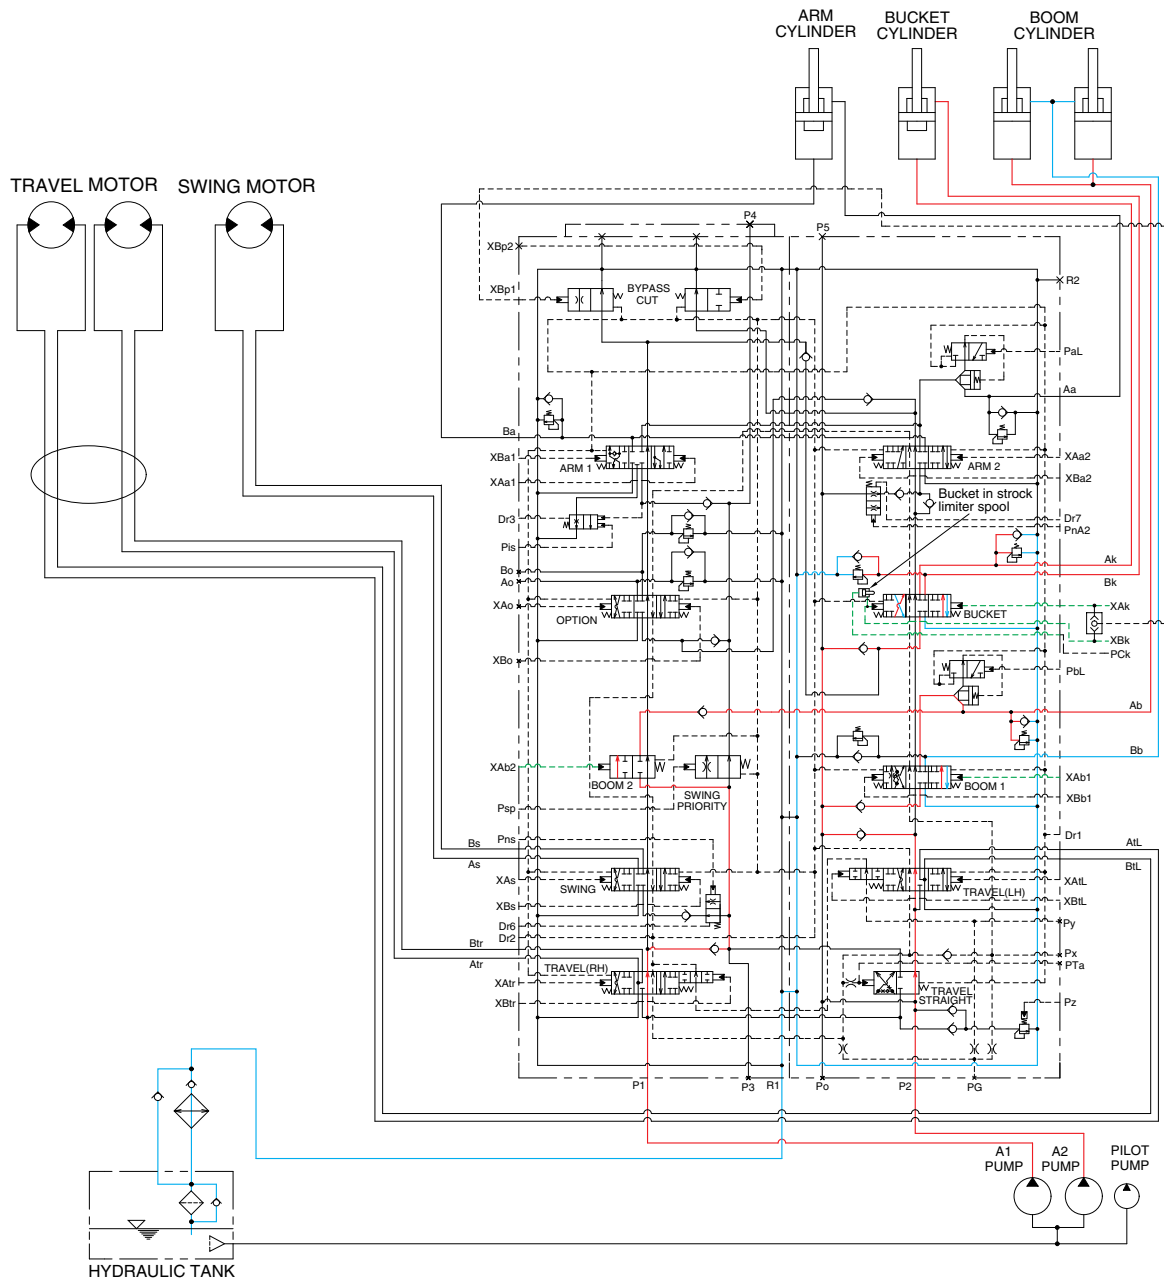 ARM
CYLINDER
BUCKET
CYLINDER
BOOM
CYLINDER
TRAVEL MOTOR
SWING MOTOR
P4
P5
XBp2
XBp1
BYPASS
CUT
R2
PaL
Aa
Ba
XBa1
XAa1
ARM 1
ARM 2
XAa2
XBa2
Bucket in strock
limiter spool
Dr3
Pis
Dr7
PnA2
Bo
Ao
XAo
OPTION
XBo
Ak
Bk
BUCKET
XAk
XBk
PCk
PbL
Ab
Bb
XAb2
BOOM 2
SWING
PRIORITY
BOOM 1
XAb1
XBb1
Psp
Pns
Bs
As
XAs
SWING
XBs
Dr6
Dr2
Dr1
AtL
BtL
XAtL
TRAVEL(LH)
XBtL
Py
Btr
Atr
TRAVEL(RH)
XAtr
XBtr
Px
PTa
TRAVEL
STRAIGHT
Pz
P1
P3
R1
Po
P2
PG
A1
PUMP
A2
PUMP
PILOT
PUMP
HYDRAULIC TANK